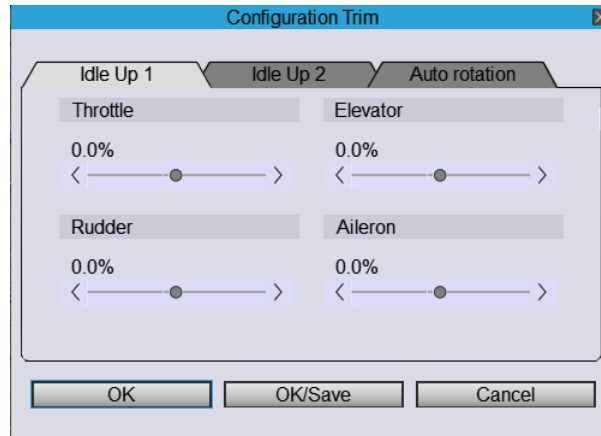 Configuration Trim
Idle Up 1 Idle Up 2 Auto rotation
Throttle Elevator
0.0% 0.0%
Rudder Aileron
0.0% 0.0%
OK OK/Save Cancel